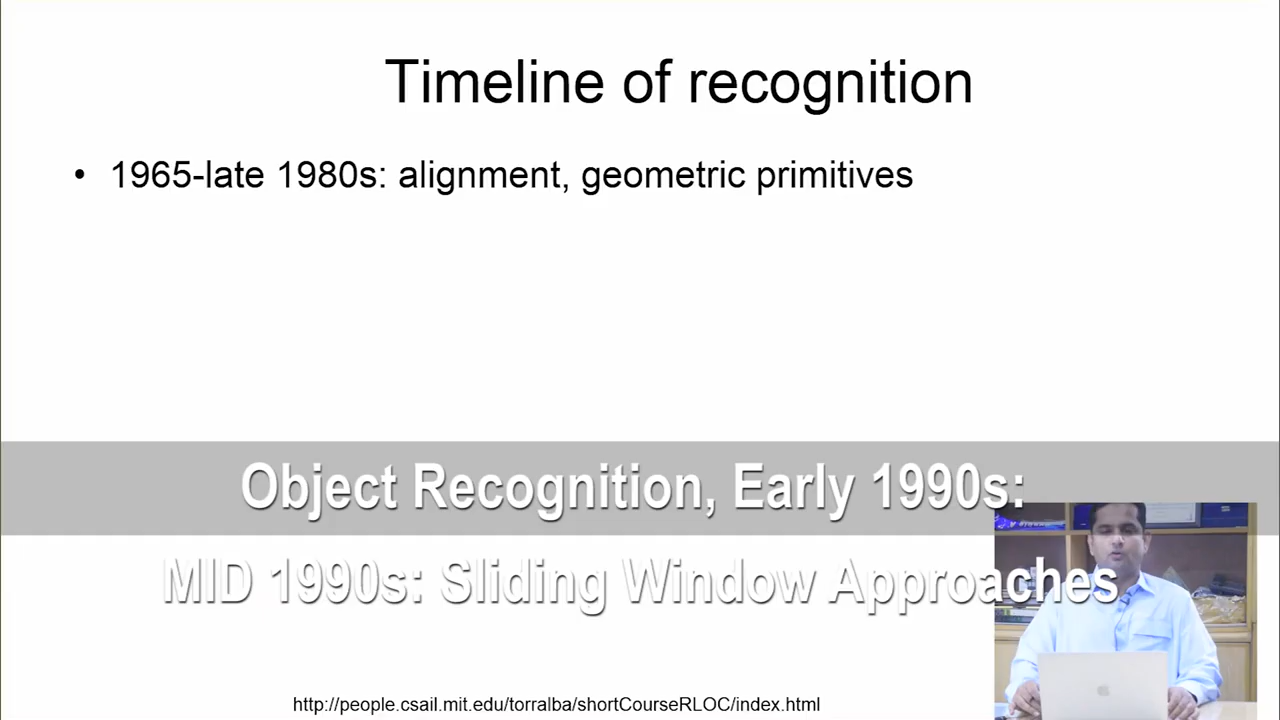 Timeline of recognition
• 1965-late 1980s: alignment, geometric primitives
Object Recognition, Early 1990s:
MID 1990s: Sliding Window Approaches
http://people.csail.mit.edu/torralba/shortCourseRLOC/index.html